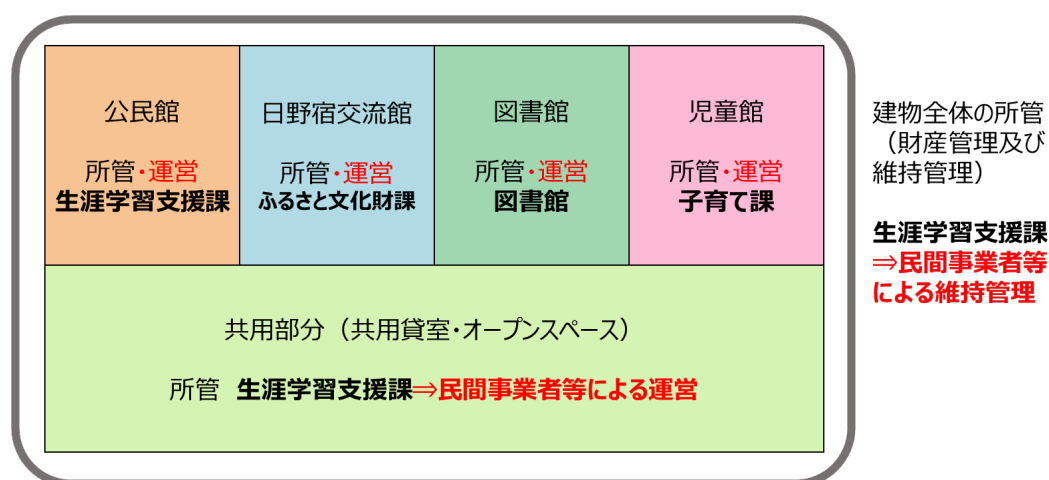 公民館
所管・運営
生涯学習支援課
日野宿交流館
所管・運営
ふるさと文化財課
図書館
所管・運営
図書館
児童館
所管・運営
子育て課
共用部分（共用貸室・オープンスペース）
所管 生涯学習支援課⇒民間事業者等による運営
建物全体の所管
（財産管理及び
維持管理）
生涯学習支援課
⇒民間事業者等
による維持管理